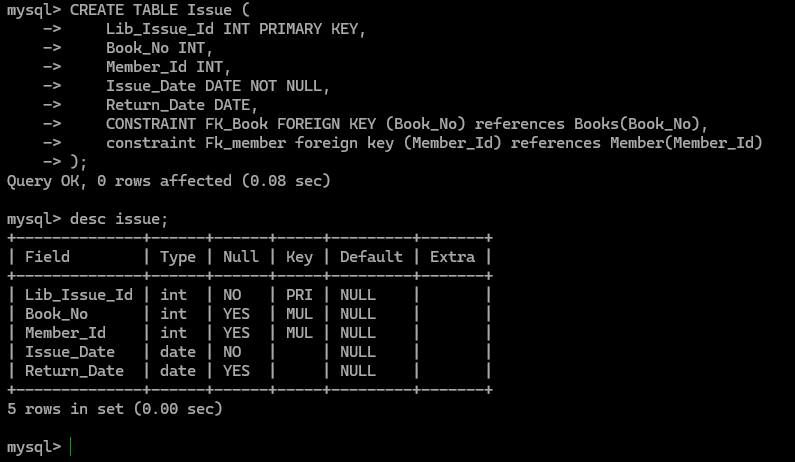 mysql> CREATE TABLE Issue (
    ->     Lib_Issue_Id INT PRIMARY KEY,
    ->     Book_No INT,
    ->     Member_Id INT,
    ->     Issue_Date DATE NOT NULL,
    ->     Return_Date DATE,
    ->     CONSTRAINT FK_Book FOREIGN KEY (Book_No) references Books(Book_No),
    ->     constraint Fk_member foreign key (Member_Id) references Member(Member_Id)
    -> );
Query OK, 0 rows affected (0.08 sec)

mysql> desc issue;
+--------------+------+------+-----+---------+-------+
| Field        | Type | Null | Key | Default | Extra |
+--------------+------+------+-----+---------+-------+
| Lib_Issue_Id | int  | NO   | PRI | NULL    |       |
| Book_No      | int  | YES  | MUL | NULL    |       |
| Member_Id    | int  | YES  | MUL | NULL    |       |
| Issue_Date   | date | NO   |     | NULL    |       |
| Return_Date  | date | YES  |     | NULL    |       |
+--------------+------+------+-----+---------+-------+
5 rows in set (0.00 sec)

mysql>